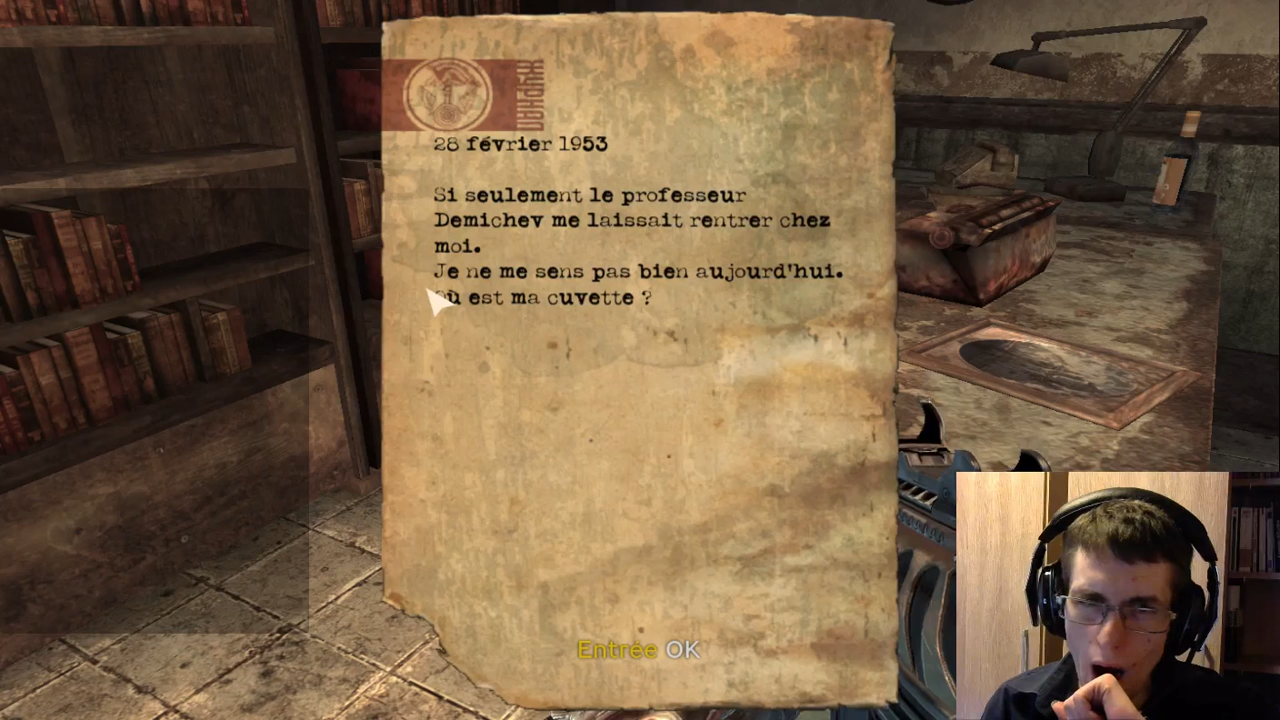 28 février 1953
Si seulement le professeur
Demichev me laissait rentrer chez
moi.
Je ne me sens pas bien aujourd'hui.
Où est ma cuvette ?
Entrée OK